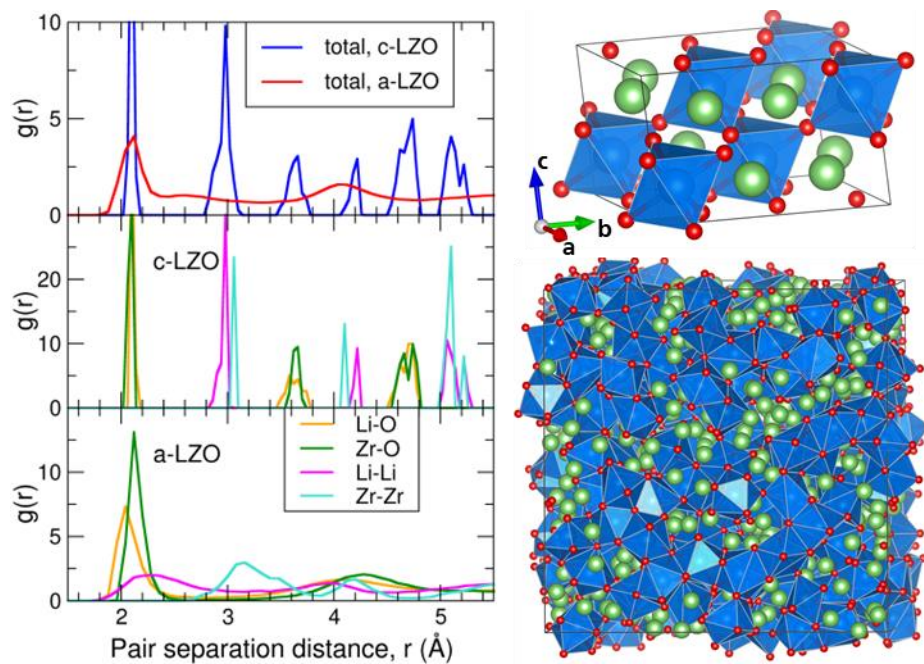 10
5
0
g(r)
total, c-LZO
total, a-LZO
20
10
0
g(r)
c-LZO
10
5
0
g(r)
a-LZO
Li-O
Zr-O
Li-Li
Zr-Zr
2 3 4 5
Pair separation distance, r (Å)
c
b
a